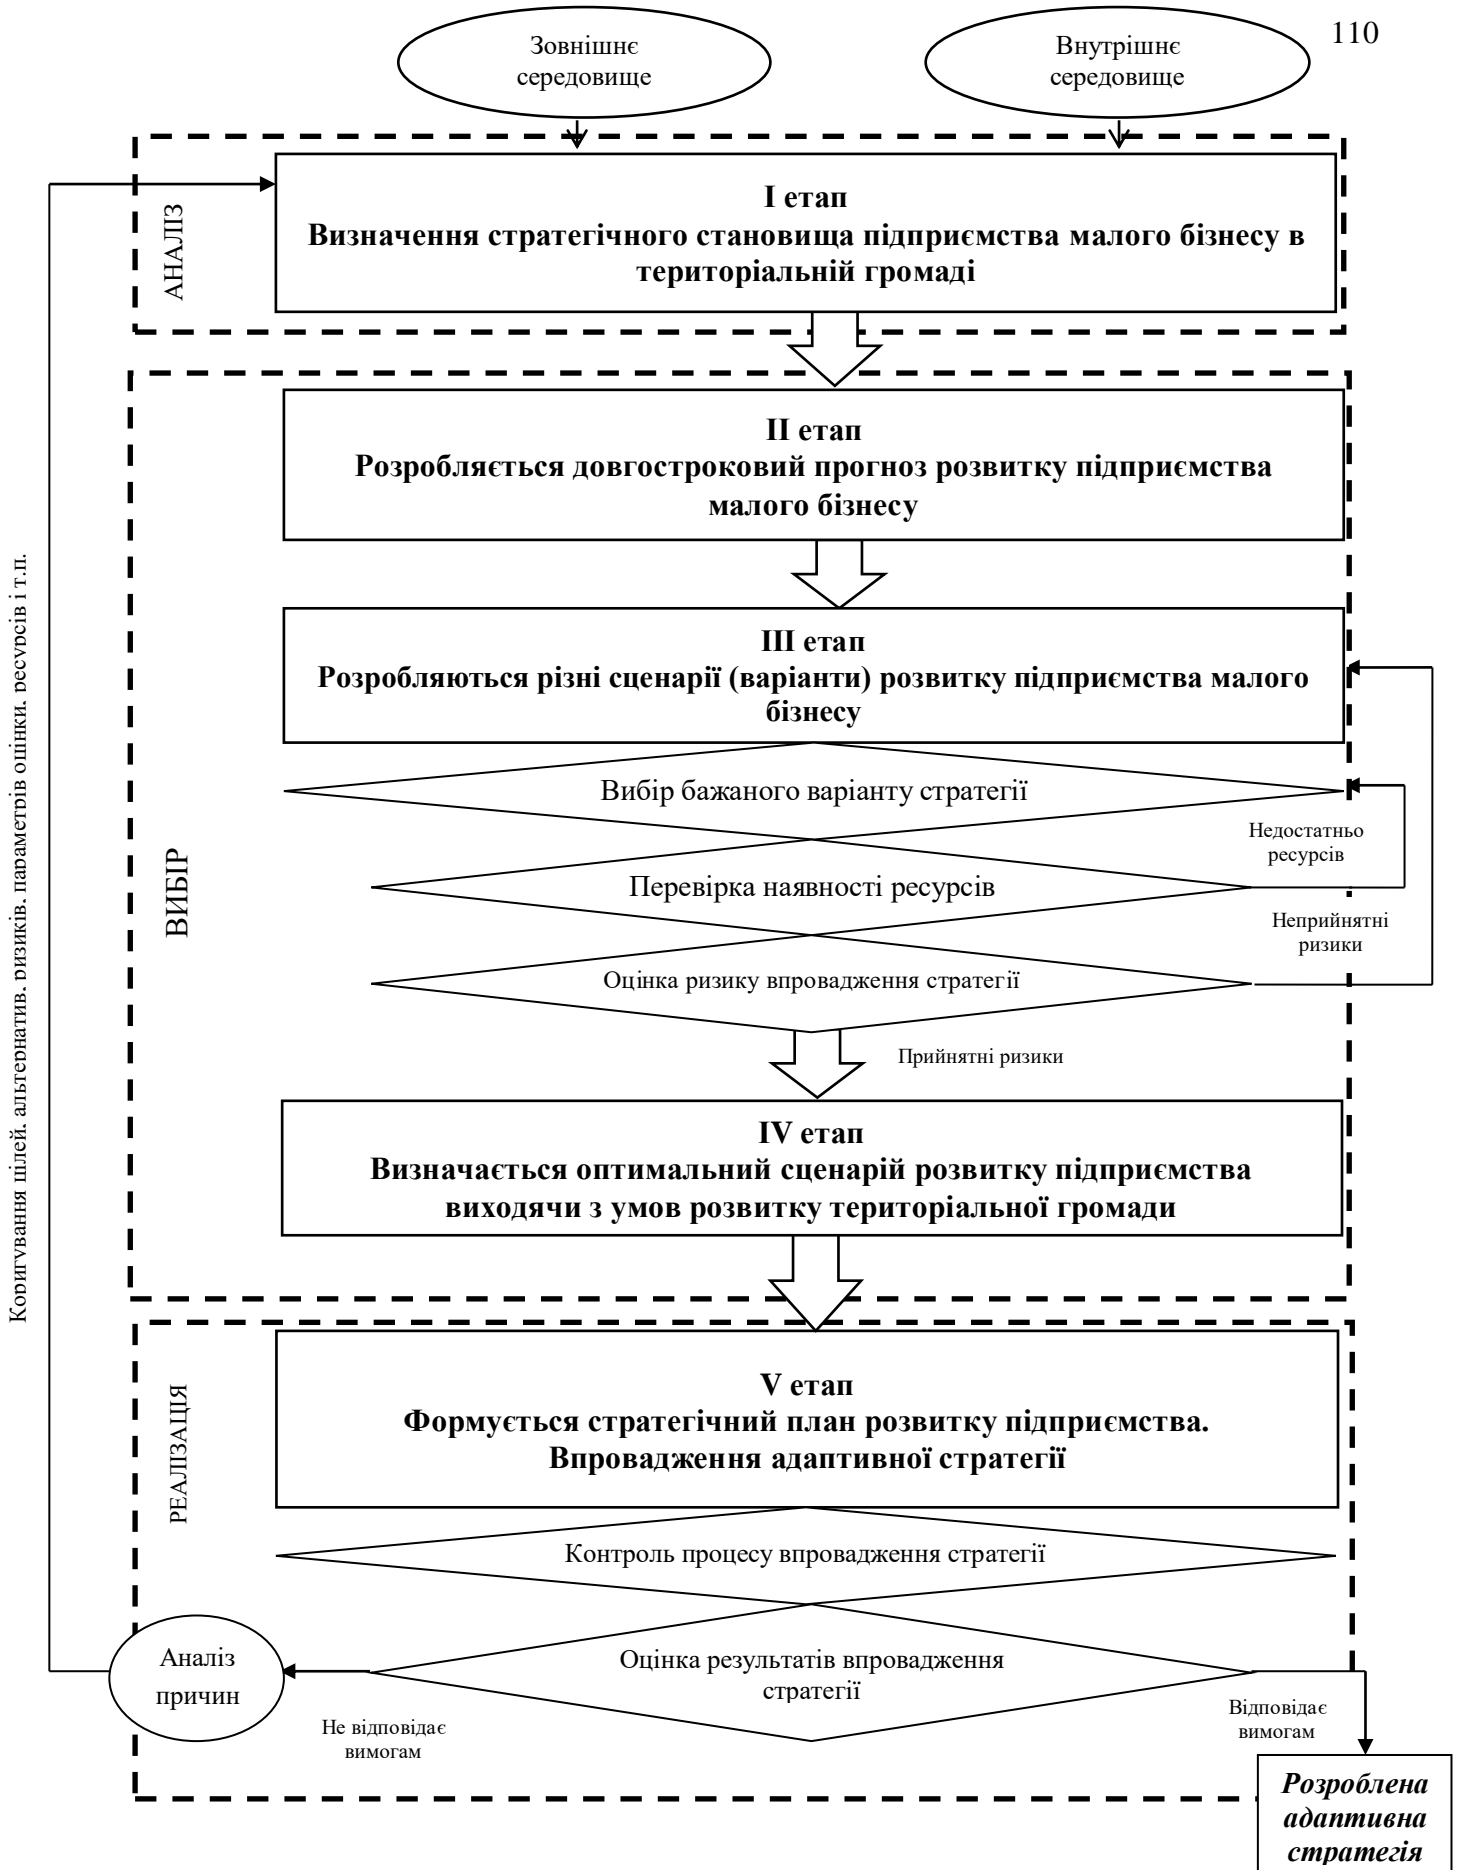 110
Зовнішнє
середовище
Внутрішнє
середовище
АНАЛІЗ
І етап
Визначення стратегічного становища підприємства малого бізнесу в
територіальній громаді
ВИБІР
ІІ етап
Розробляється довгостроковий прогноз розвитку підприємства
малого бізнесу
ІІІ етап
Розробляються різні сценарії (варіанти) розвитку підприємства малого
бізнесу
Вибір бажаного варіанту стратегії
Недостатньо
ресурсів
Перевірка наявності ресурсів
Неприйнятні
ризики
Оцінка ризику впровадження стратегії
Прийнятні ризики
IV етап
Визначається оптимальний сценарій розвитку підприємства
виходячи з умов розвитку територіальної громади
РЕАЛІЗАЦІЯ
V етап
Формується стратегічний план розвитку підприємства.
Впровадження адаптивної стратегії
Контроль процесу впровадження стратегії
Оцінка результатів впровадження
стратегії
Аналіз
причин
Не відповідає
вимогам
Відповідає
вимогам
Розроблена
адаптивна
стратегія
Коригування цілей, альтернатив, ризиків, параметрів оцінки, ресурсів і т.п.